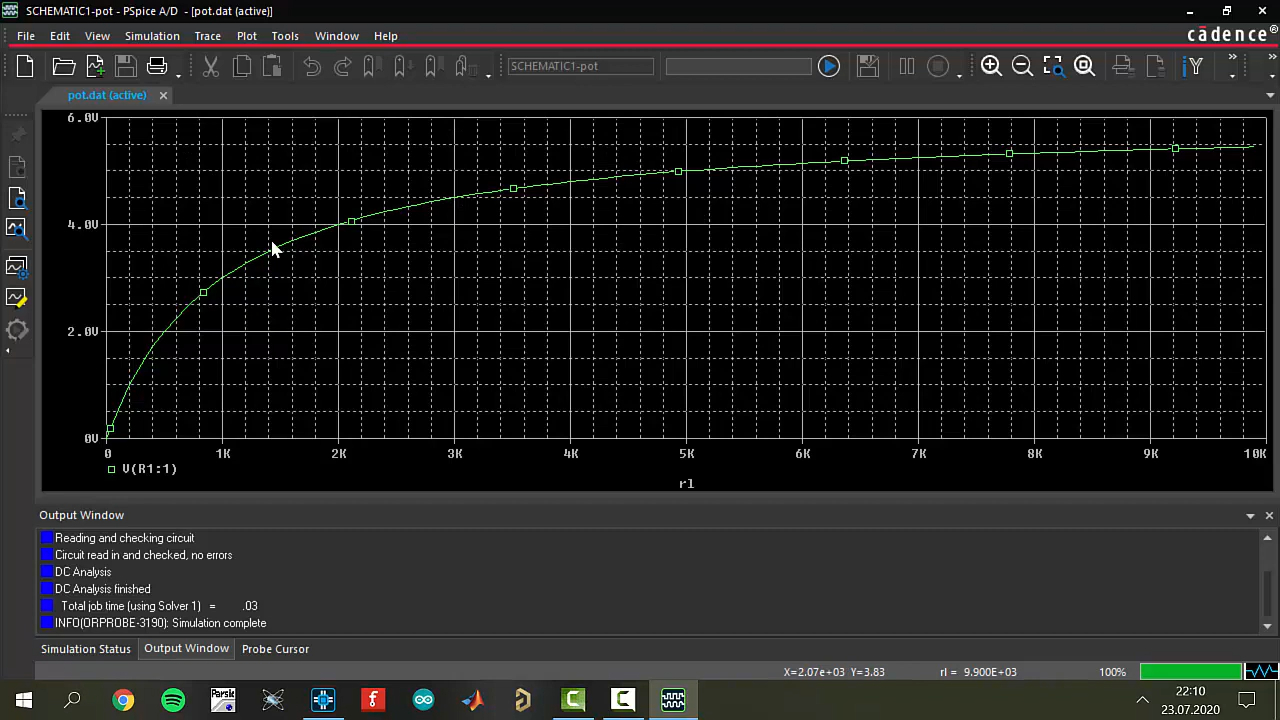 SCHEMATIC1-pot - PSpice A/D - [pot.dat (active)]
File Edit View Simulation Trace Plot Tools Window Help
cādence®
SCHEMATIC1-pot
pot.dat (active)
6.0V
4.0V
2.0V
0V
0 1K 2K 3K 4K 5K 6K 7K 8K 9K 10K
V(R1:1)
rl
Output Window
Reading and checking circuit
Circuit read in and checked, no errors
DC Analysis
DC Analysis finished
Total job time (using Solver 1) = .03
INFO(ORPROBE-3190): Simulation complete
Simulation Status Output Window Probe Cursor
X=2.07e+03 Y=3.83 rl = 9.900E+03 100%
Parsik
22:10
23.07.2020